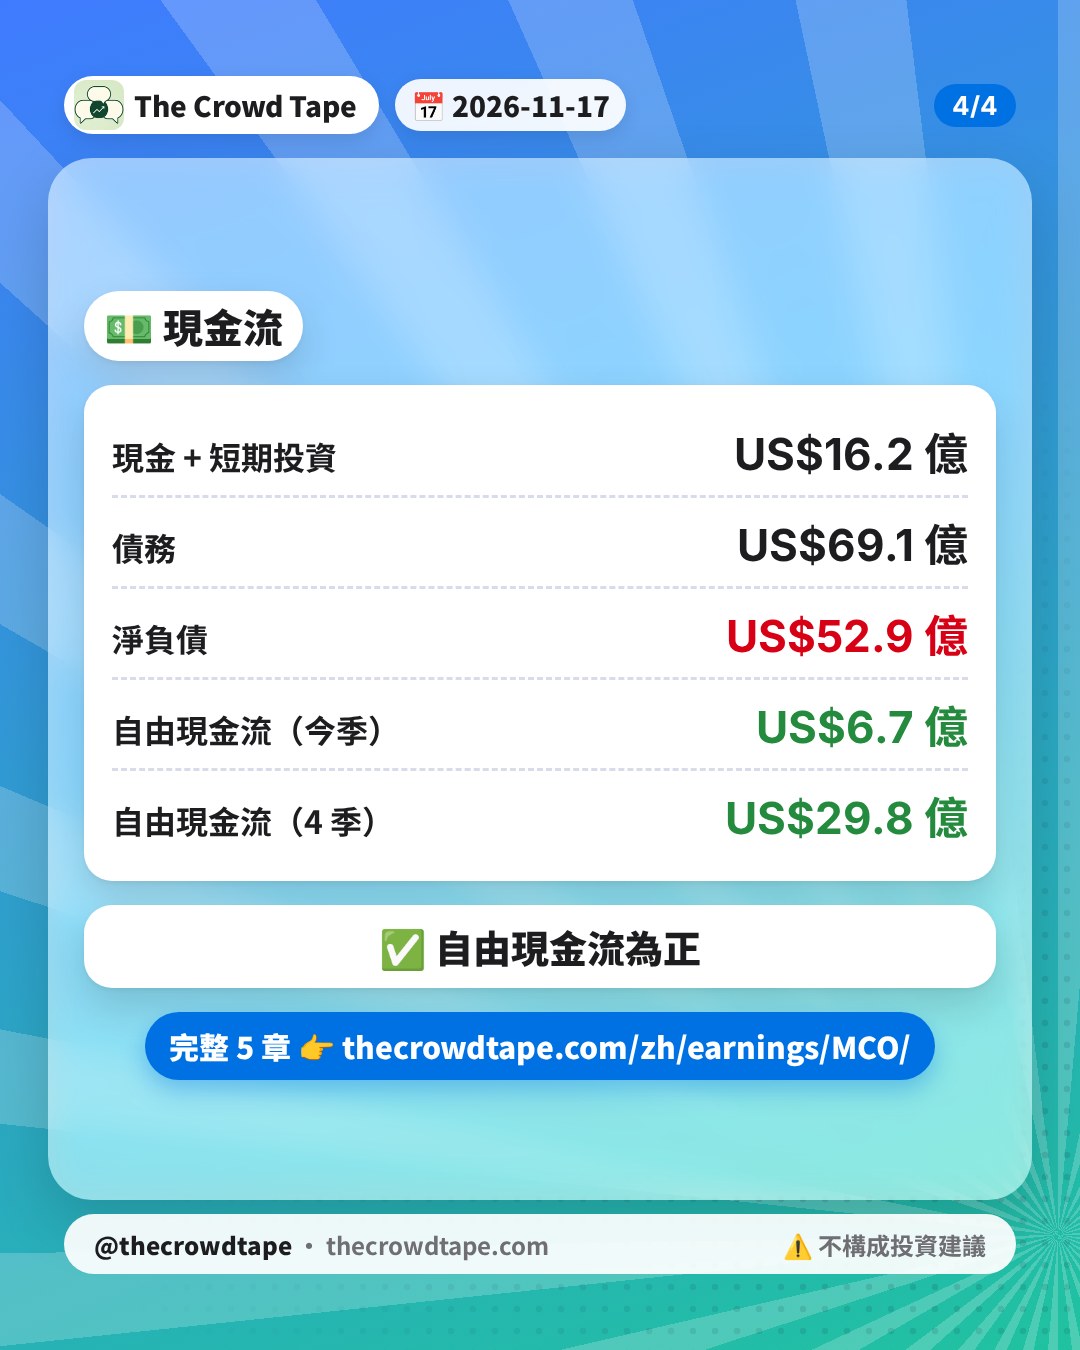 The Crowd Tape
July 17
2026-11-17
4/4
💵 現金流
現金 + 短期投資 US$16.2 億
債務 US$69.1 億
淨負債 US$52.9 億
自由現金流（今季） US$6.7 億
自由現金流（4 季） US$29.8 億
✅ 自由現金流為正
完整 5 章 👉 thecrowdtape.com/zh/earnings/MCO/
@thecrowdtape • thecrowdtape.com
⚠️ 不構成投資建議